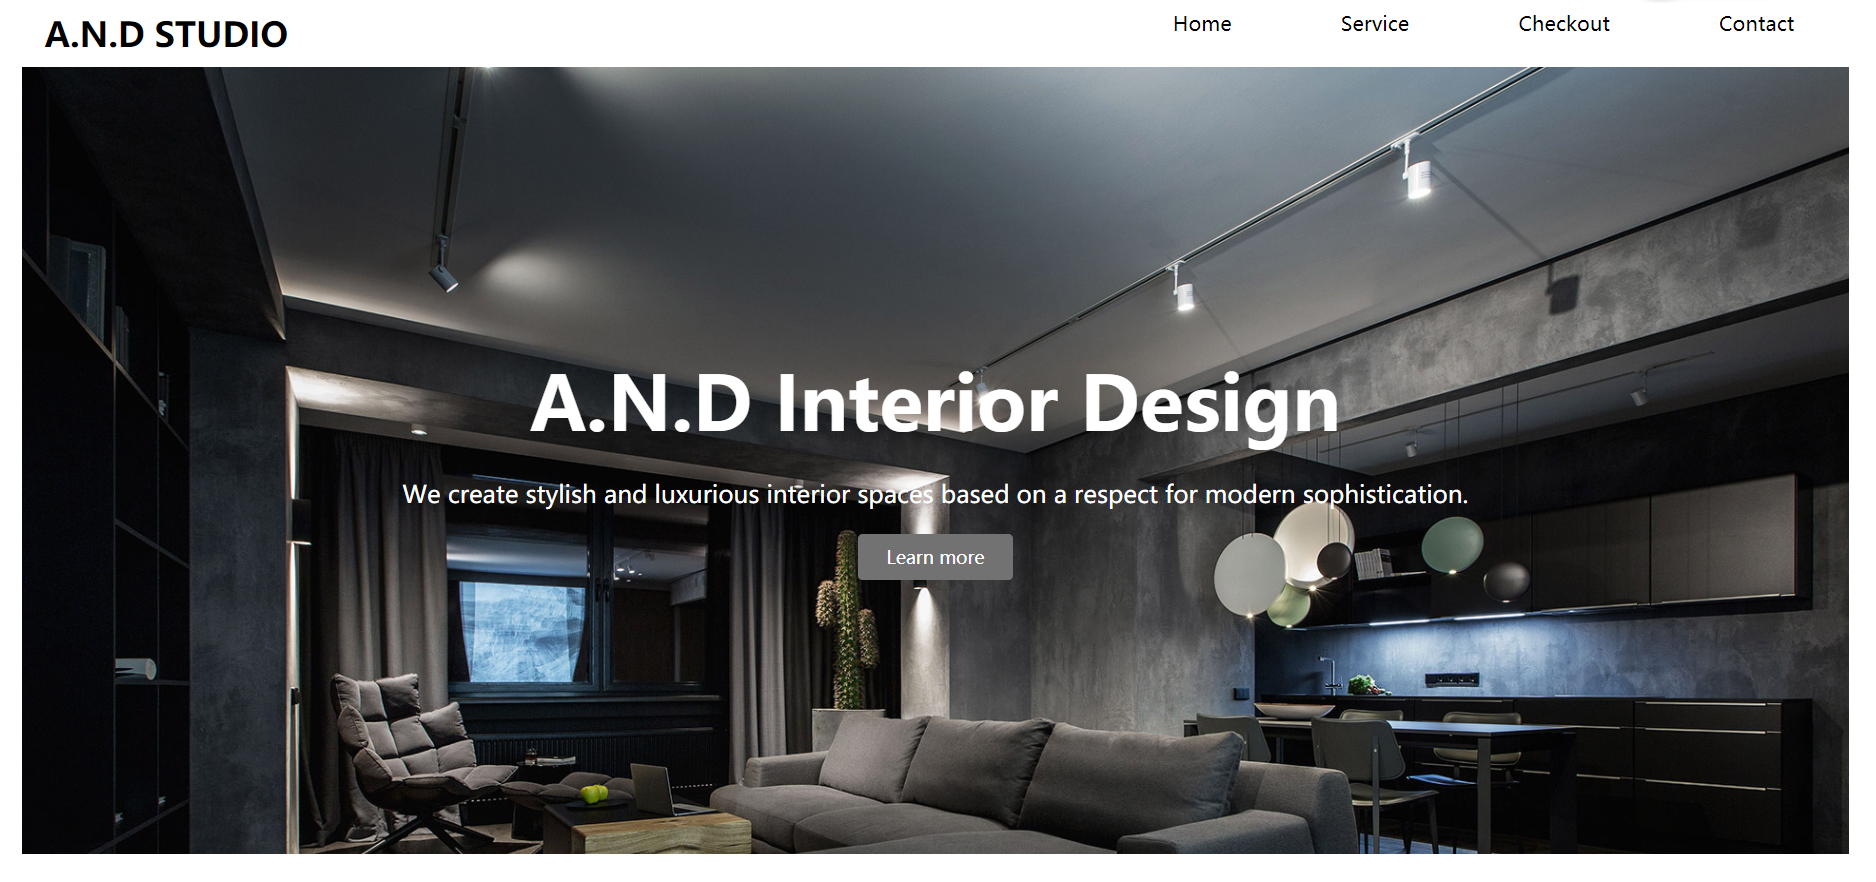 A.N.D STUDIO
Home Service Checkout Contact
A.N.D Interior Design
We create stylish and luxurious interior spaces based on a respect for modern sophistication.
Learn more